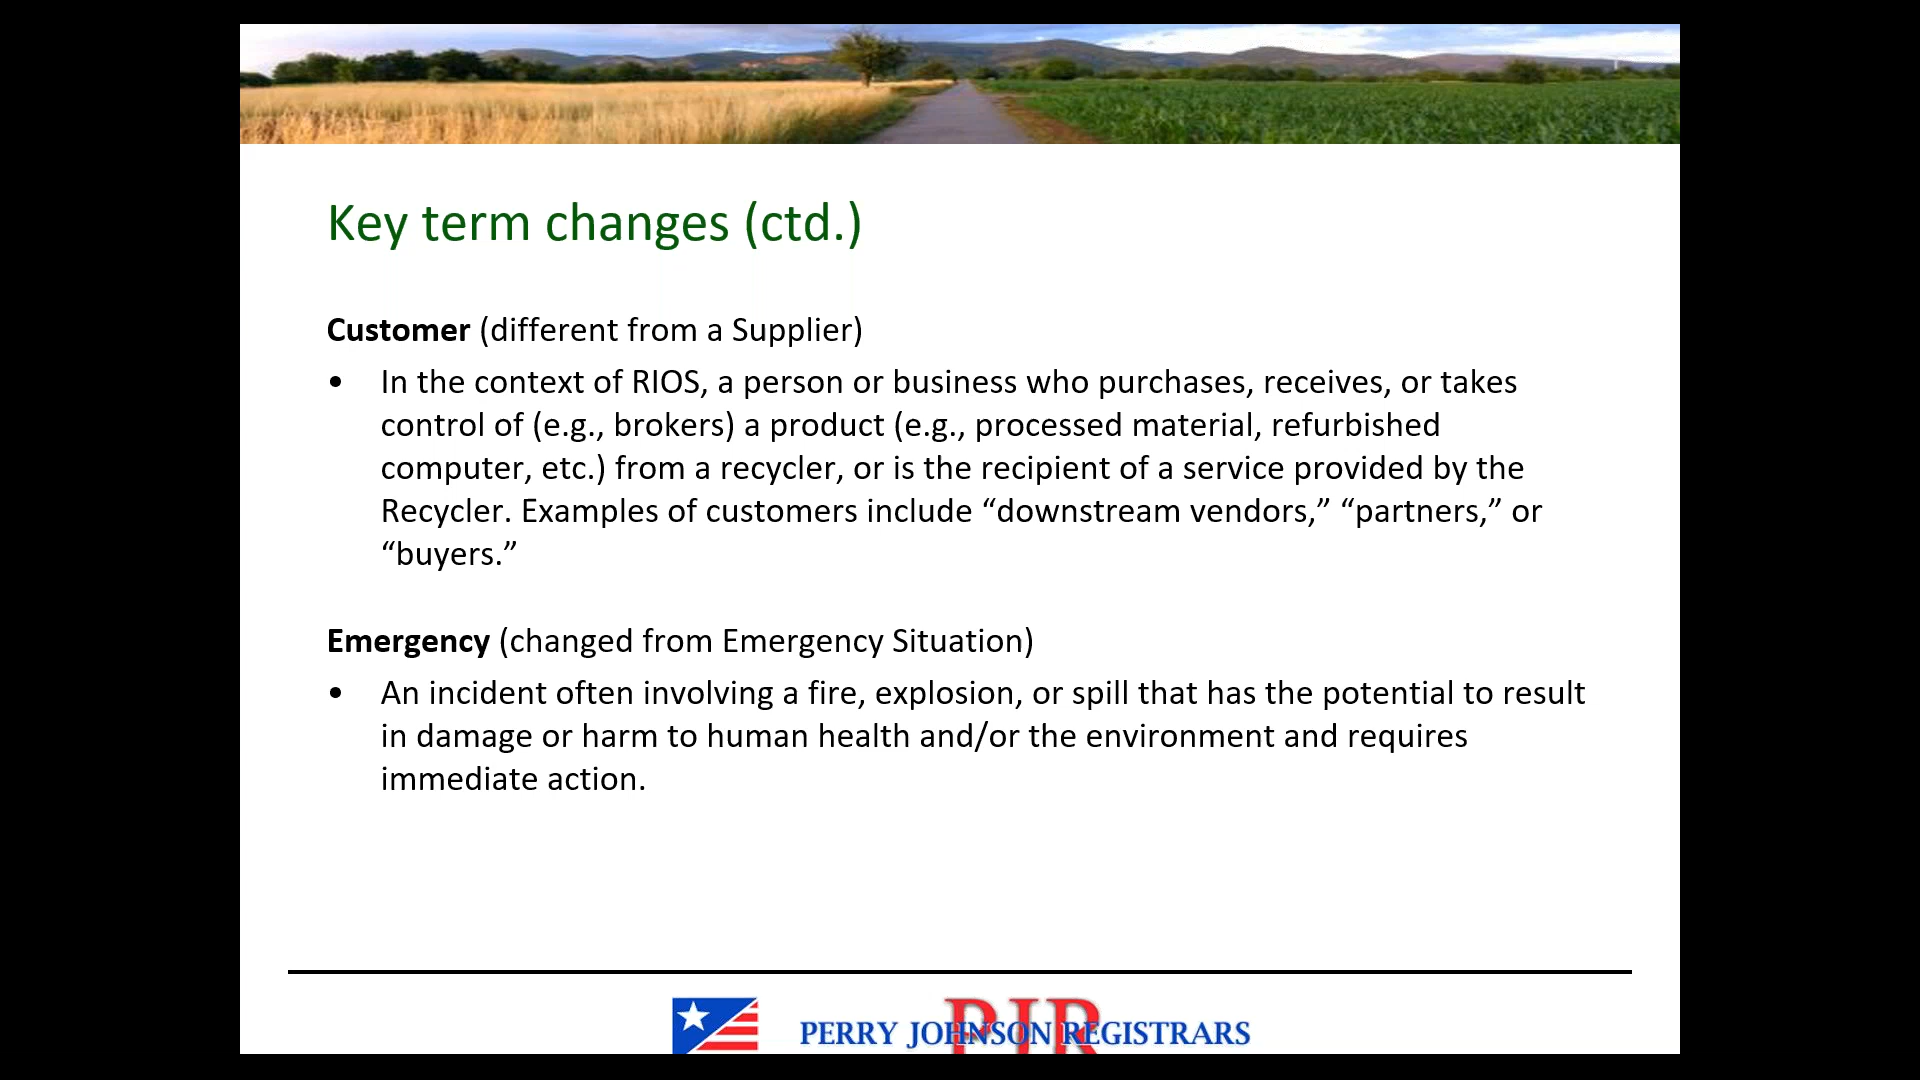 Key term changes (ctd.)
Customer (different from a Supplier)
• In the context of RIOS, a person or business who purchases, receives, or takes
control of (e.g., brokers) a product (e.g., processed material, refurbished
computer, etc.) from a recycler, or is the recipient of a service provided by the
Recycler. Examples of customers include “downstream vendors,” “partners,” or
“buyers.”
Emergency (changed from Emergency Situation)
• An incident often involving a fire, explosion, or spill that has the potential to result
in damage or harm to human health and/or the environment and requires
immediate action.
PJR
PERRY JOHNSON REGISTRARS